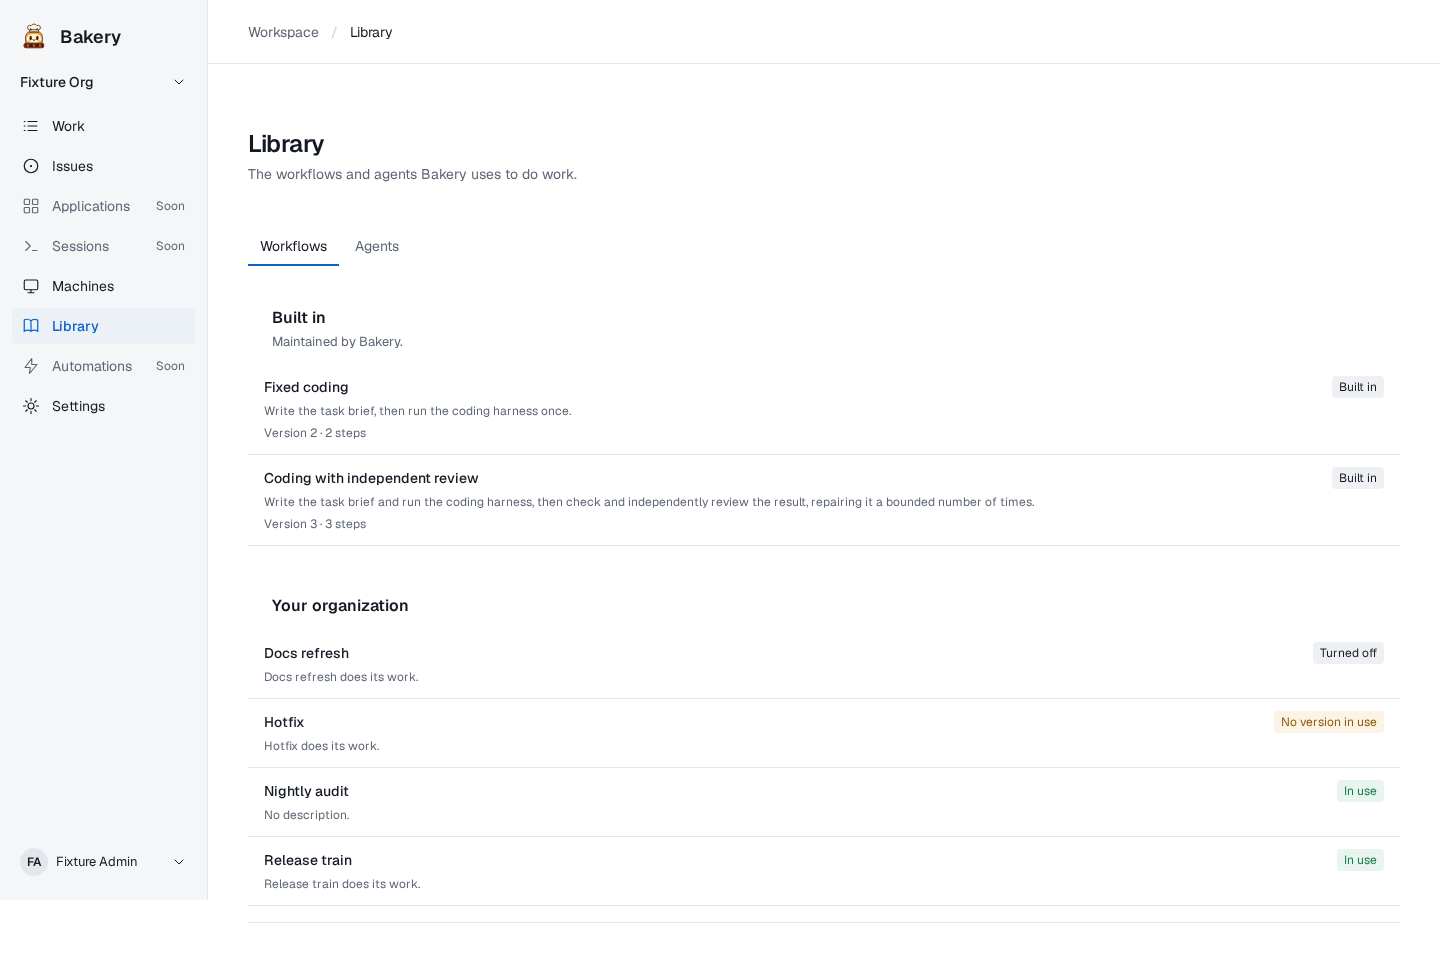 Bakery
Fixture Org
Work
Issues
Applications Soon
Sessions Soon
Machines
Library
Automations Soon
Settings
FA Fixture Admin
Workspace / Library
Library
The workflows and agents Bakery uses to do work.
Workflows Agents
Built in
Maintained by Bakery.
Fixed coding Built in
Write the task brief, then run the coding harness once.
Version 2 · 2 steps
Coding with independent review Built in
Write the task brief and run the coding harness, then check and independently review the result, repairing it a bounded number of times.
Version 3 · 3 steps
Your organization
Docs refresh Turned off
Docs refresh does its work.
Hotfix No version in use
Hotfix does its work.
Nightly audit In use
No description.
Release train In use
Release train does its work.